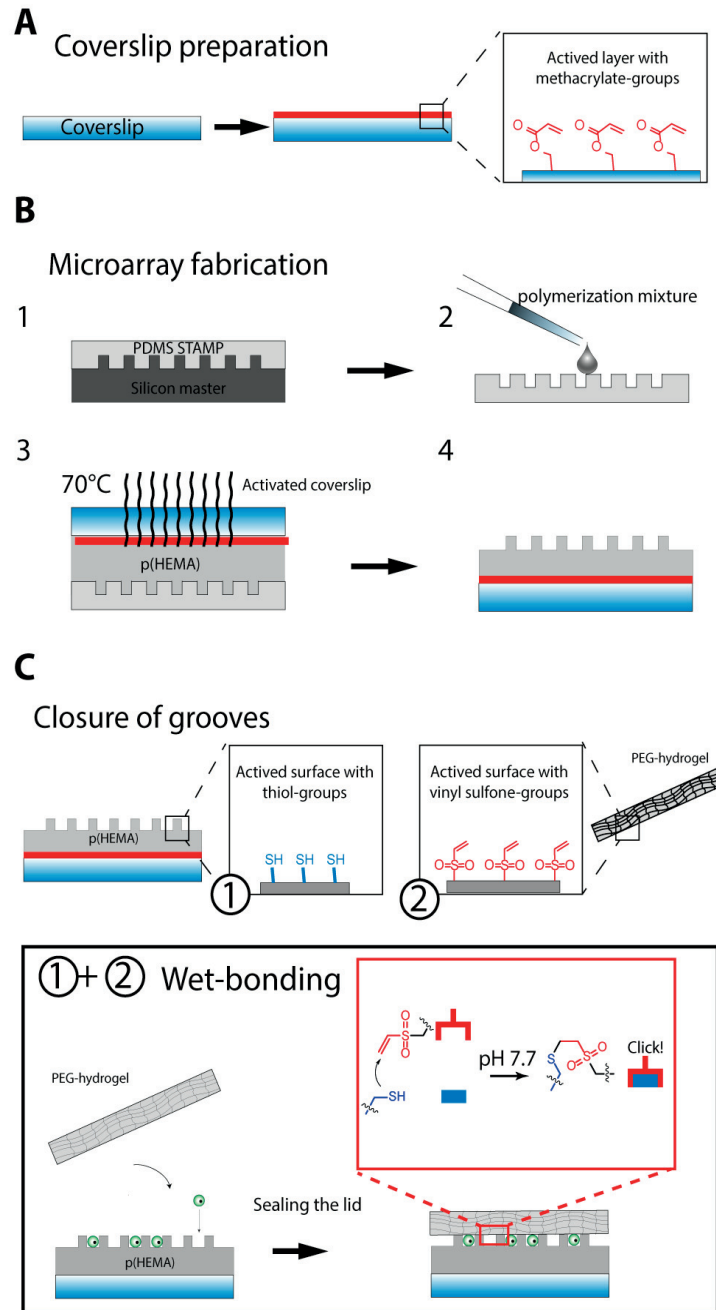 A
Coverslip preparation
Coverslip
Actived layer with
methacrylate-groups
O
O
O
O
O
O
B
Microarray fabrication
1
PDMS STAMP
Silicon master
2
polymerization mixture
3
70°C
Activated coverslip
p(HEMA)
4
C
Closure of grooves
p(HEMA)
Actived surface with
thiol-groups
SH SH SH
1
Actived surface with
vinyl sulfone-groups
O=S=O O=S=O O=S=O
2
PEG-hydrogel
1+2 Wet-bonding
PEG-hydrogel
p(HEMA)
Sealing the lid
O
S
O
SH
pH 7.7
S
O
S
O
Click!